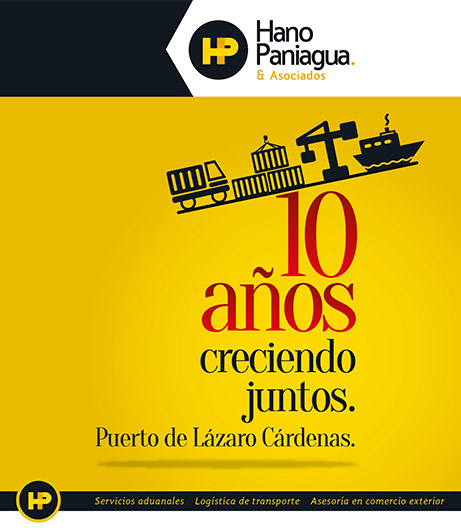 HP
Hano
Paniagua.
& Asociados
10
años
creciendo
juntos.
Puerto de Lázaro Cárdenas.
HP
Servicios aduanales Logística de transporte Asesoría en comercio exterior